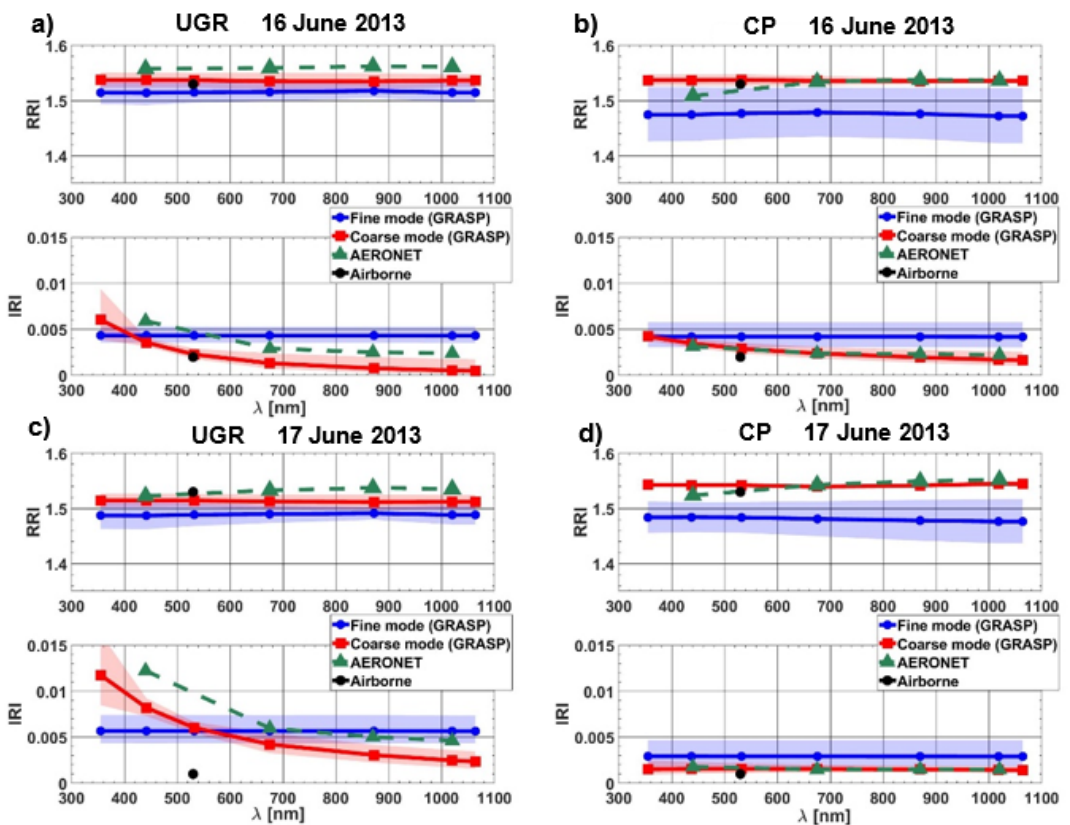 a) UGR 16 June 2013
b) CP 16 June 2013
RRI
1.6
1.5
1.4
300 400 500 600 700 800 900 1000 1100
RRI
1.6
1.5
1.4
300 400 500 600 700 800 900 1000 1100
Fine mode (GRASP)
Coarse mode (GRASP)
AERONET
Airborne
Fine mode (GRASP)
Coarse mode (GRASP)
AERONET
Airborne
IRI
0.015
0.01
0.005
0
300 400 500 600 700 800 900 1000 1100
λ [nm]
IRI
0.015
0.01
0.005
0
300 400 500 600 700 800 900 1000 1100
λ [nm]
c) UGR 17 June 2013
d) CP 17 June 2013
RRI
1.6
1.5
1.4
300 400 500 600 700 800 900 1000 1100
RRI
1.6
1.5
1.4
300 400 500 600 700 800 900 1000 1100
Fine mode (GRASP)
Coarse mode (GRASP)
AERONET
Airborne
Fine mode (GRASP)
Coarse mode (GRASP)
AERONET
Airborne
IRI
0.015
0.01
0.005
0
300 400 500 600 700 800 900 1000 1100
λ [nm]
IRI
0.015
0.01
0.005
0
300 400 500 600 700 800 900 1000 1100
λ [nm]